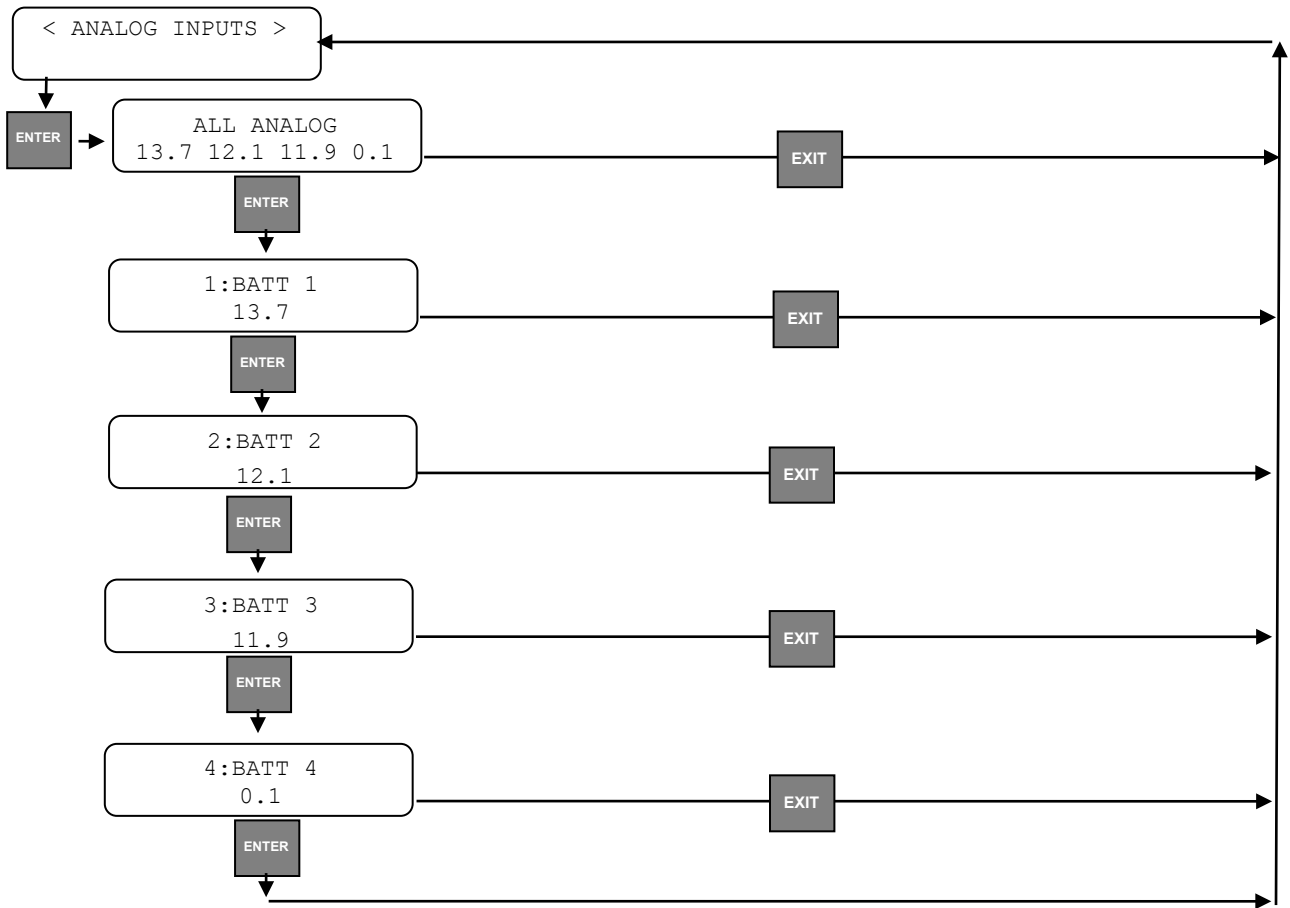 < ANALOG INPUTS >
ENTER
ALL ANALOG
13.7 12.1 11.9 0.1
EXIT
ENTER
1:BATT 1
13.7
EXIT
ENTER
2:BATT 2
12.1
EXIT
ENTER
3:BATT 3
11.9
EXIT
ENTER
4:BATT 4
0.1
EXIT
ENTER